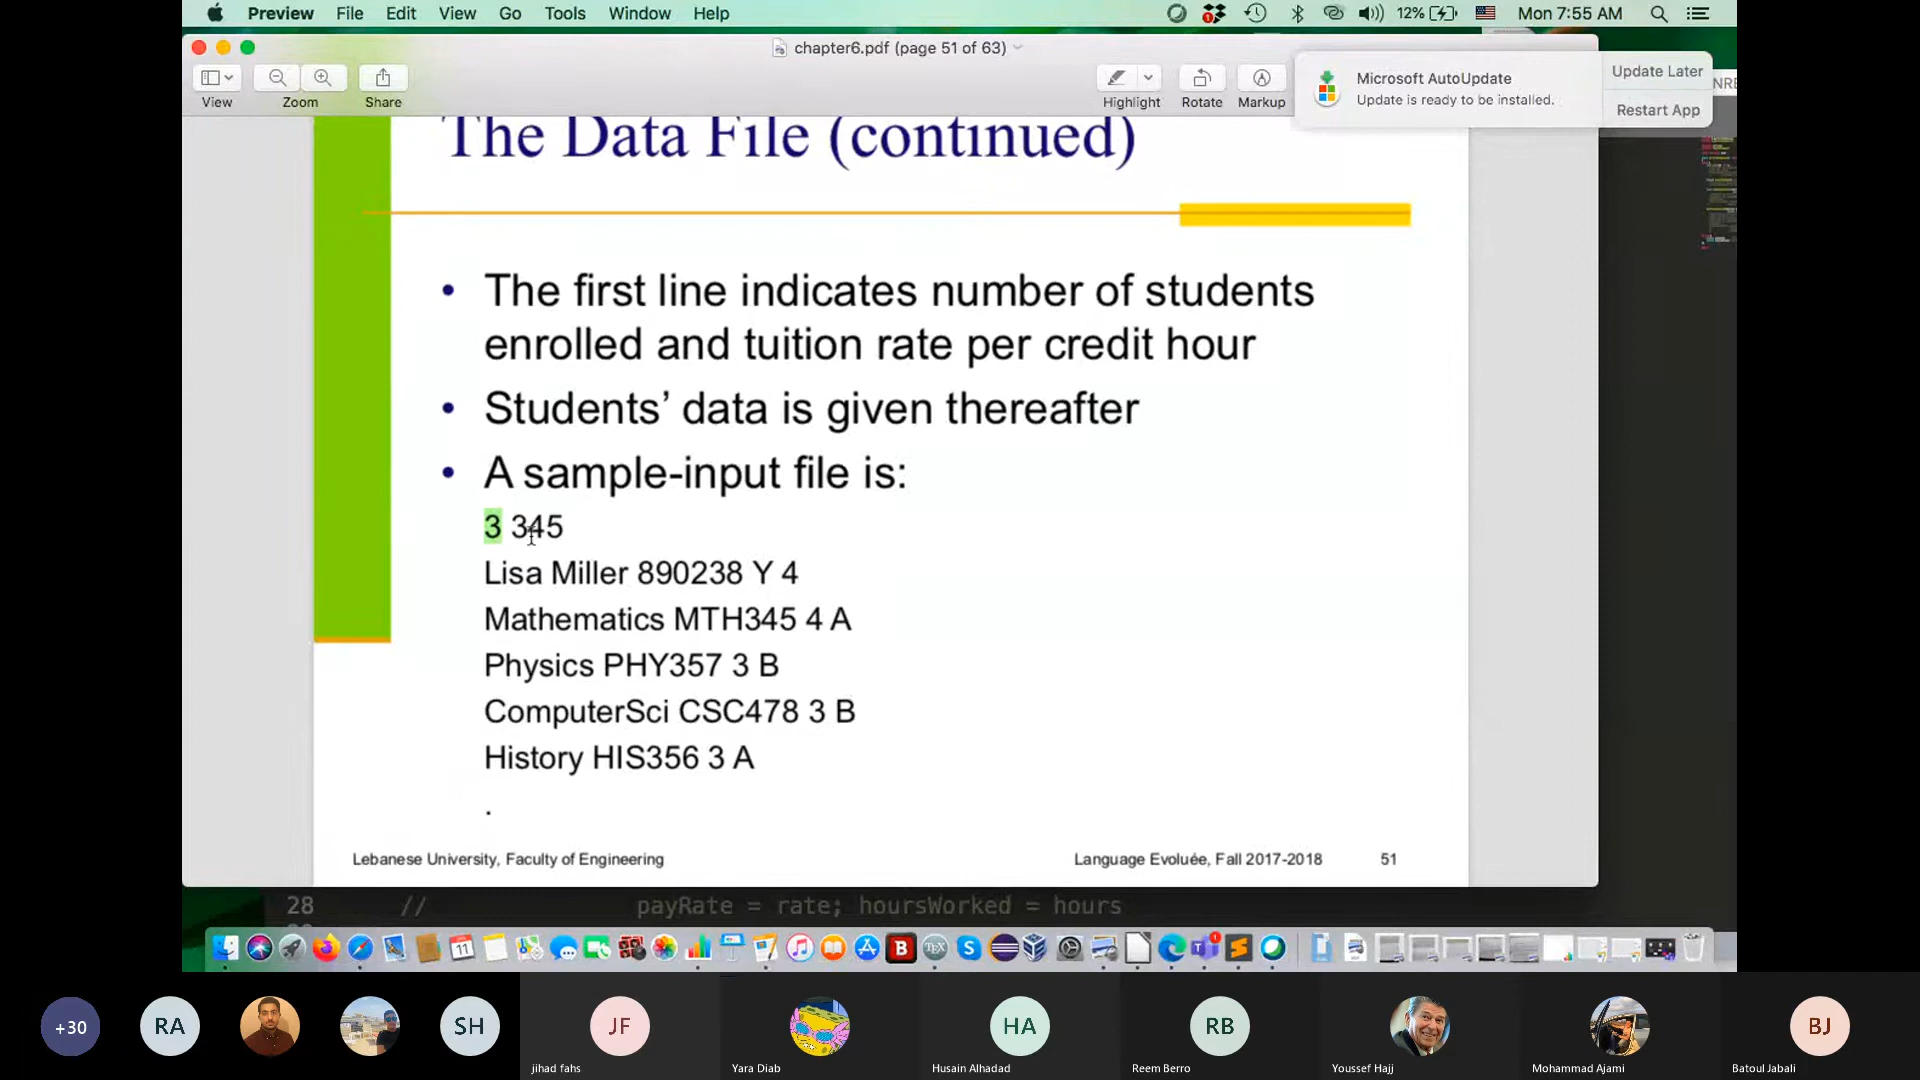 Preview File Edit View Go Tools Window Help 12% Mon 7:55 AM
chapter6.pdf (page 51 of 63)
View Zoom Share Highlight Rotate Markup
Microsoft AutoUpdate
Update is ready to be installed.
Update Later
Restart App
NRE
The Data File (continued)
• The first line indicates number of students
enrolled and tuition rate per credit hour
• Students’ data is given thereafter
• A sample-input file is:
3 345
Lisa Miller 890238 Y 4
Mathematics MTH345 4 A
Physics PHY357 3 B
ComputerSci CSC478 3 B
History HIS356 3 A
.
Lebanese University, Faculty of Engineering Language Evoluée, Fall 2017-2018 51
28 // payRate = rate; hoursWorked = hours
11 B TEX S 1
+30 RA SH JF HA RB BJ
jihad fahs Yara Diab Husain Alhadad Reem Berro Youssef Hajj Mohammad Ajami Batoul Jabali